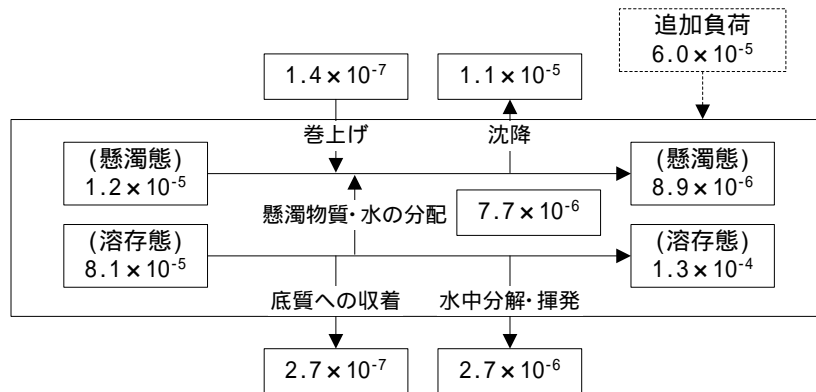 追加負荷
6.0×10⁻⁵
1.4×10⁻⁷
1.1×10⁻⁵
巻上げ
沈降
(懸濁態)
1.2×10⁻⁵
(懸濁態)
8.9×10⁻⁶
懸濁物質・水の分配
7.7×10⁻⁶
(溶存態)
8.1×10⁻⁵
(溶存態)
1.3×10⁻⁴
底質への収着
水中分解・揮発
2.7×10⁻⁷
2.7×10⁻⁶